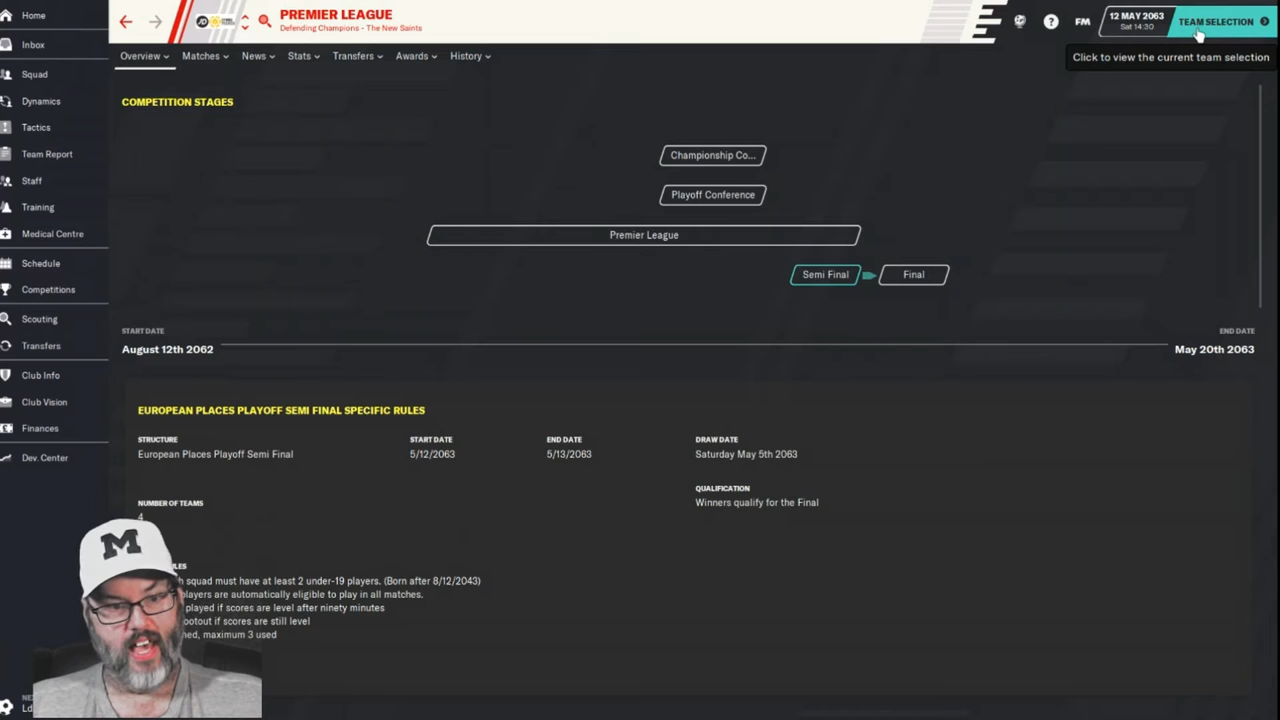 Home
PREMIER LEAGUE
Defending Champions - The New Saints
FM
12 MAY 2063
Sat 14:30
TEAM SELECTION
Inbox
Click to view the current team selection
Overview
Matches
News
Stats
Transfers
Awards
History
Squad
Dynamics
Tactics
Team Report
Staff
Training
Medical Centre
Schedule
Competitions
Scouting
Transfers
Club Info
Club Vision
Finances
Dev. Center
COMPETITION STAGES
Championship Co...
Playoff Conference
Premier League
Semi Final
Final
START DATE
August 12th 2062
END DATE
May 20th 2063
EUROPEAN PLACES PLAYOFF SEMI FINAL SPECIFIC RULES
STRUCTURE
European Places Playoff Semi Final
START DATE
5/12/2063
END DATE
5/13/2063
DRAW DATE
Saturday May 5th 2063
QUALIFICATION
Winners qualify for the Final
NUMBER OF TEAMS
4
squad must have at least 2 under-19 players. (Born after 8/12/2043)
players are automatically eligible to play in all matches.
played if scores are level after ninety minutes
if scores are still level
maximum 3 used
M